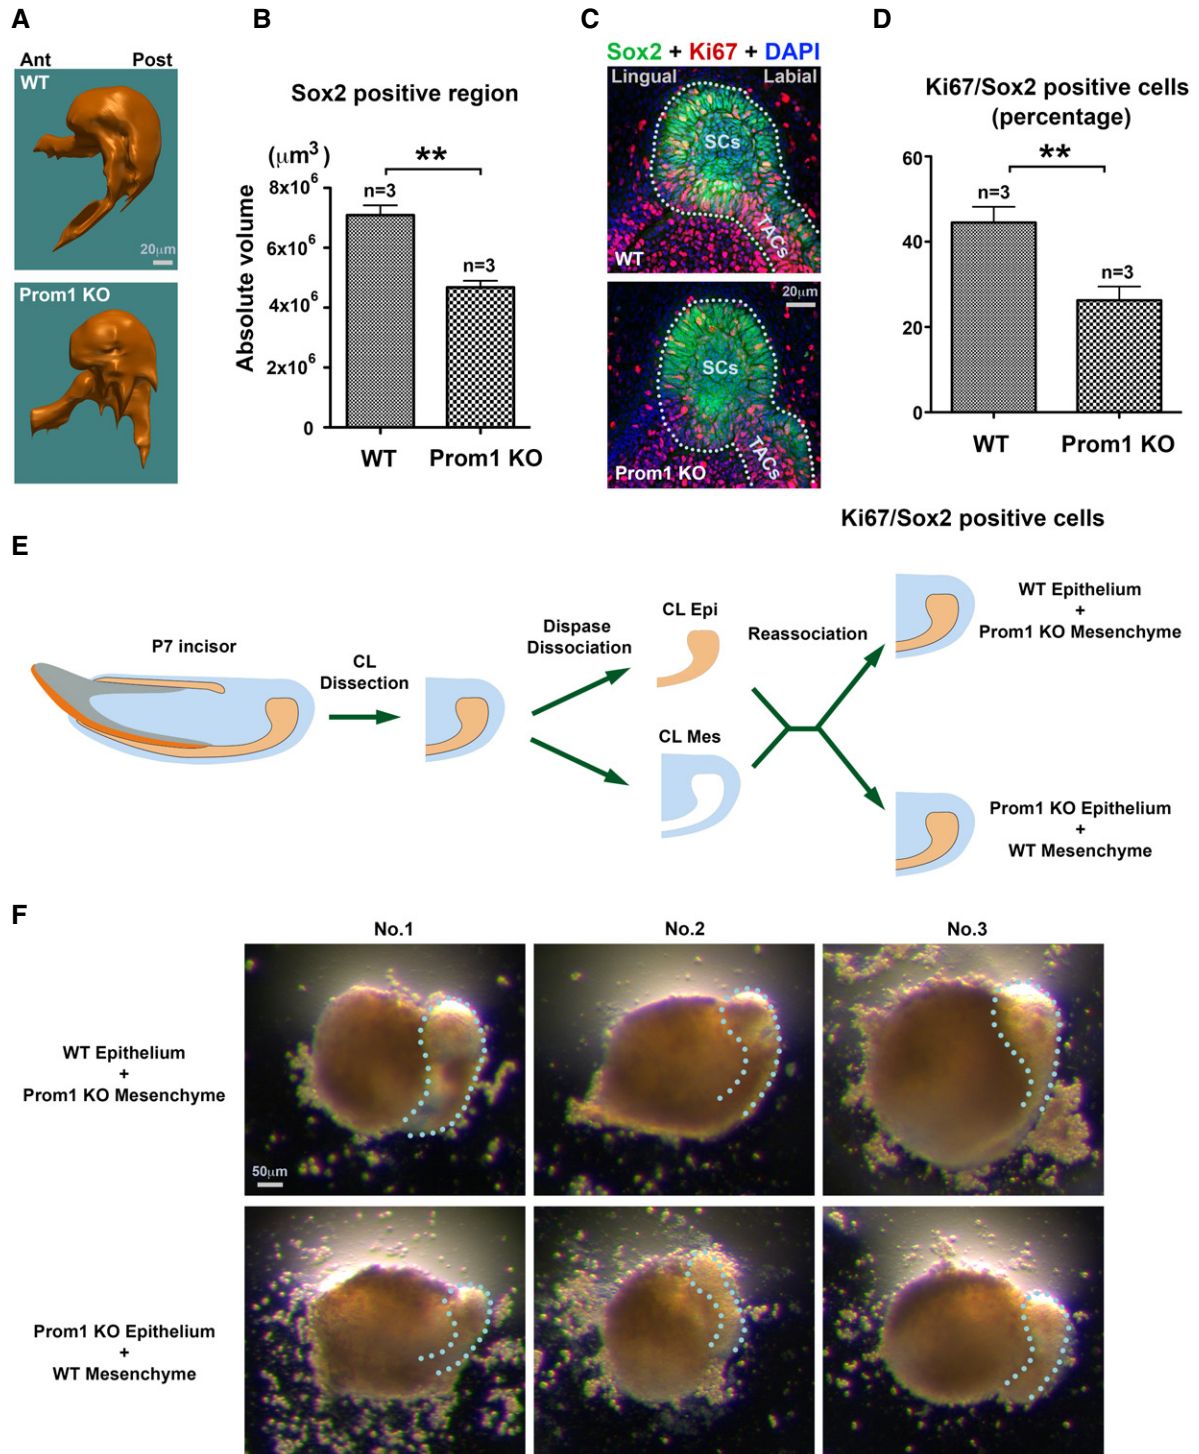 A
Ant Post
WT
20μm
Prom1 KO
B
Sox2 positive region
(μm3)
**
8x106
n=3
6x106
n=3
4x106
2x106
0
Absolute volume
WT Prom1 KO
C
Sox2 + Ki67 + DAPI
Lingual Labial
SCs
TACs
WT
20μm
SCs
TACs
Prom1 KO
D
Ki67/Sox2 positive cells
(percentage)
60
**
n=3
40
n=3
20
0
WT Prom1 KO
Ki67/Sox2 positive cells
E
P7 incisor
CL
Dissection
Dispase
Dissociation
CL Epi
CL Mes
Reassociation
WT Epithelium
+
Prom1 KO Mesenchyme
Prom1 KO Epithelium
+
WT Mesenchyme
F
No.1 No.2 No.3
WT Epithelium
+
Prom1 KO Mesenchyme
50μm
Prom1 KO Epithelium
+
WT Mesenchyme